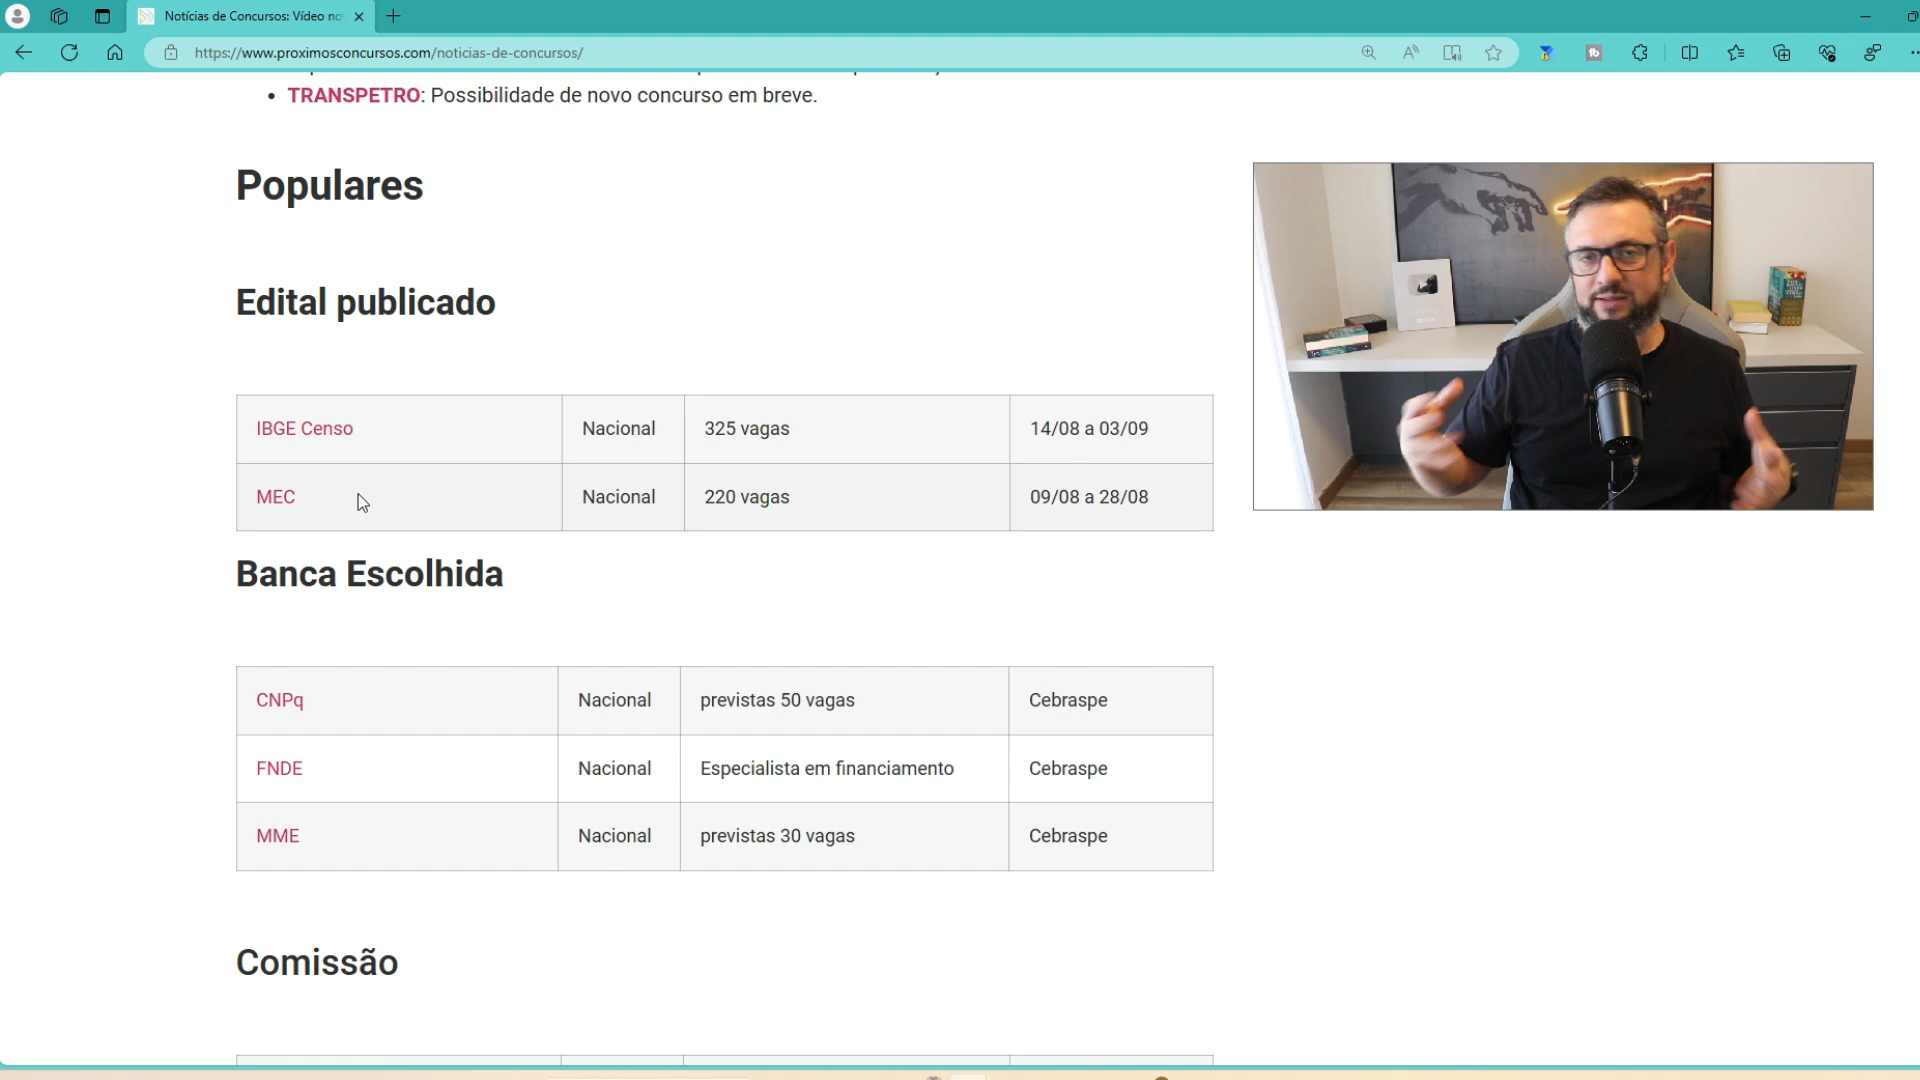 Notícias de Concursos: Vídeo no
https://www.proximosconcursos.com/noticias-de-concursos/
TRANSPETRO: Possibilidade de novo concurso em breve.
Populares
Edital publicado
IBGE Censo Nacional 325 vagas 14/08 a 03/09
MEC Nacional 220 vagas 09/08 a 28/08
Banca Escolhida
CNPq Nacional previstas 50 vagas Cebraspe
FNDE Nacional Especialista em financiamento Cebraspe
MME Nacional previstas 30 vagas Cebraspe
Comissão